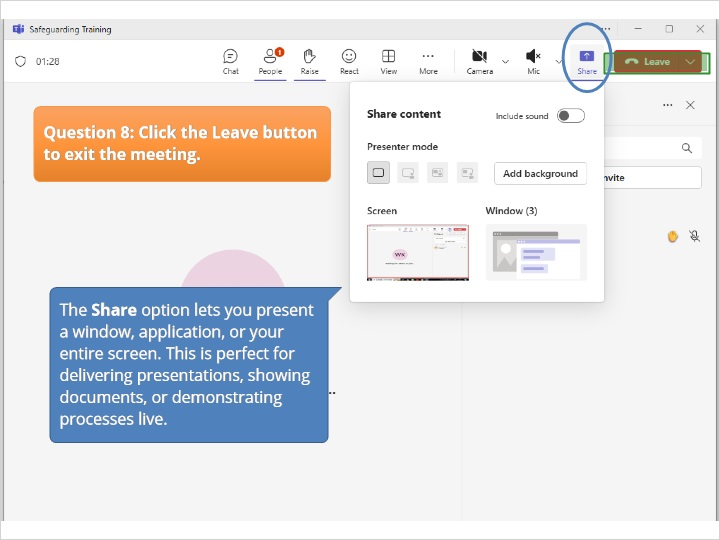 Safeguarding Training
01:28
Chat
People
1
Raise
React
View
More
Camera
Mic
Share
Leave
Question 8: Click the Leave button
to exit the meeting.
Share content
Include sound
Presenter mode
Add background
Screen
Window (3)
The Share option lets you present
a window, application, or your
entire screen. This is perfect for
delivering presentations, showing
documents, or demonstrating
processes live.